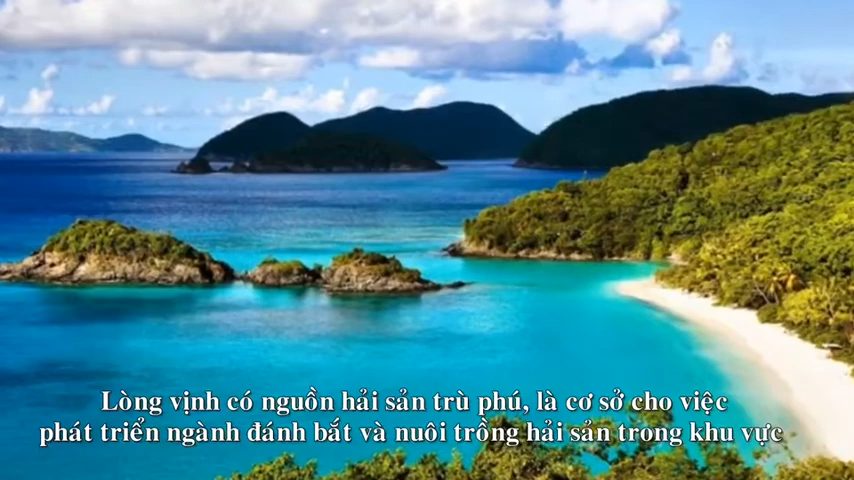 Lòng vịnh có nguồn hải sản trù phú, là cơ sở cho việc
phát triển ngành đánh bắt và nuôi trồng hải sản trong khu vực